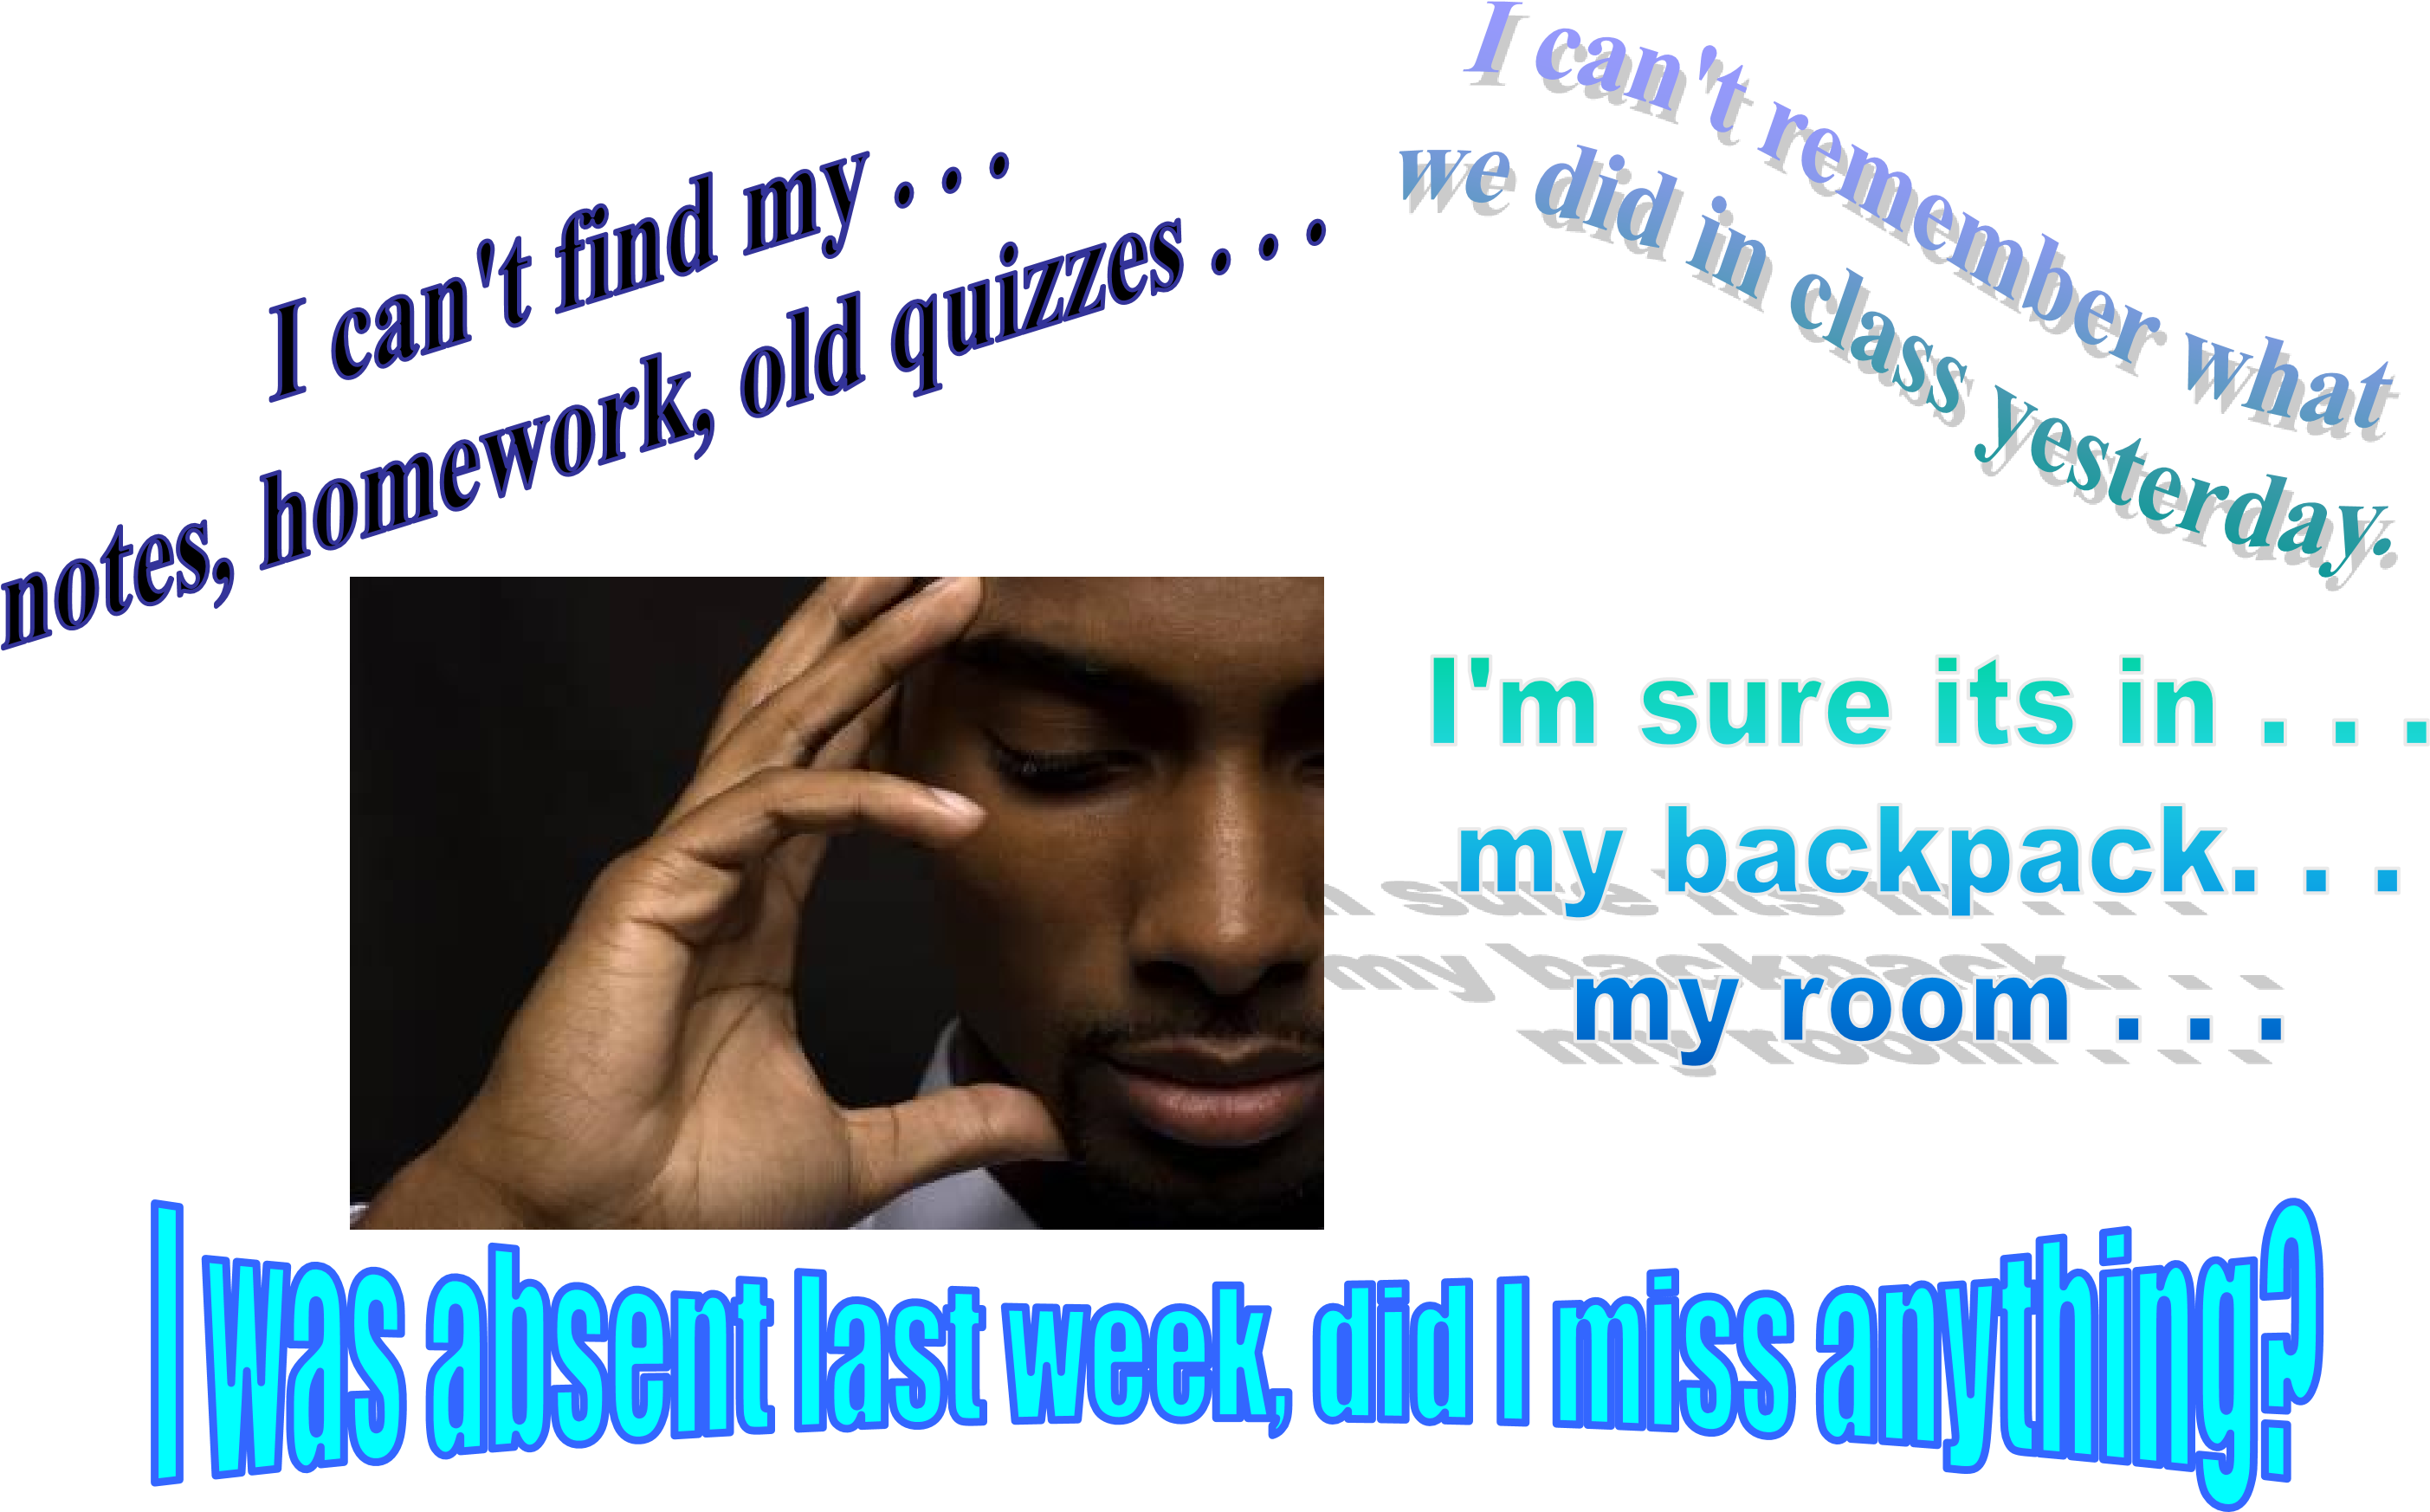 I can't find my . . .
notes, homework, old quizzes . . .
I can't remember what
we did in class yesterday.
I'm sure its in . . .
my backpack. . .
my room . . .
I was absent last week, did I miss anything?